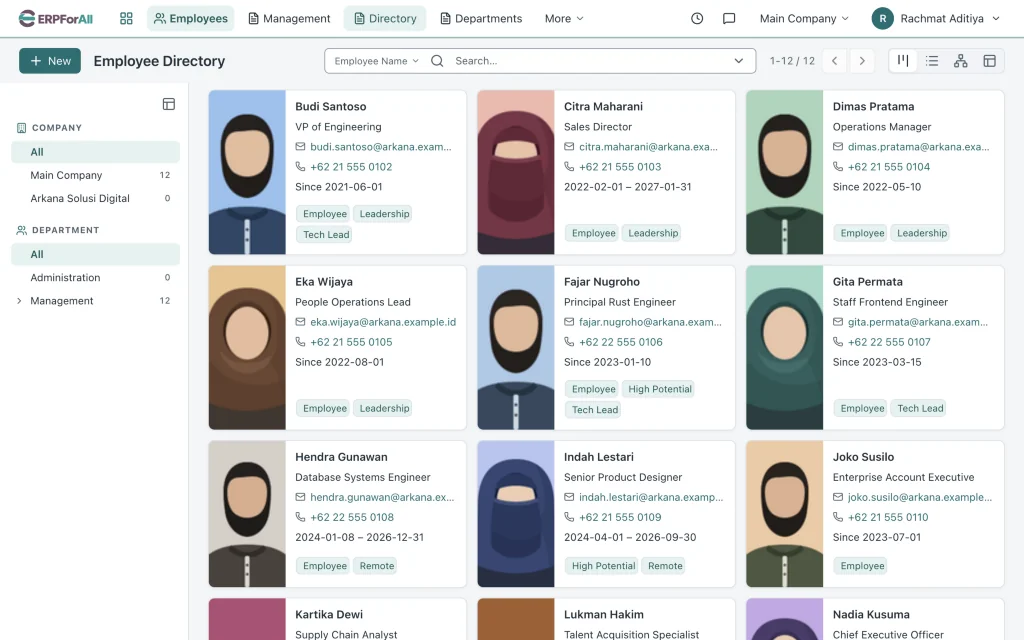 ERPForAll
Employees
Management
Directory
Departments
More
Main Company
R
Rachmat Aditiya
New
Employee Directory
Employee Name
Search...
1-12 / 12
COMPANY
All
Main Company 12
Arkana Solusi Digital 0
DEPARTMENT
All
Administration 0
Management 12
Budi Santoso
VP of Engineering
budi.santoso@arkana.exam...
+62 21 555 0102
Since 2021-06-01
Employee
Leadership
Tech Lead
Citra Maharani
Sales Director
citra.maharani@arkana.exa...
+62 21 555 0103
2022-02-01 – 2027-01-31
Employee
Leadership
Dimas Pratama
Operations Manager
dimas.pratama@arkana.exa...
+62 21 555 0104
Since 2022-05-10
Employee
Leadership
Eka Wijaya
People Operations Lead
eka.wijaya@arkana.example.id
+62 21 555 0105
Since 2022-08-01
Employee
Leadership
Fajar Nugroho
Principal Rust Engineer
fajar.nugroho@arkana.exam...
+62 22 555 0106
Since 2023-01-10
Employee
High Potential
Tech Lead
Gita Permata
Staff Frontend Engineer
gita.permata@arkana.exam...
+62 22 555 0107
Since 2023-03-15
Employee
Tech Lead
Hendra Gunawan
Database Systems Engineer
hendra.gunawan@arkana.ex...
+62 22 555 0108
2024-01-08 – 2026-12-31
Employee
Remote
Indah Lestari
Senior Product Designer
indah.lestari@arkana.examp...
+62 21 555 0109
2024-04-01 – 2026-09-30
High Potential
Remote
Joko Susilo
Enterprise Account Executive
joko.susilo@arkana.example...
+62 21 555 0110
Since 2023-07-01
Employee
Kartika Dewi
Supply Chain Analyst
Lukman Hakim
Talent Acquisition Specialist
Nadia Kusuma
Chief Executive Officer